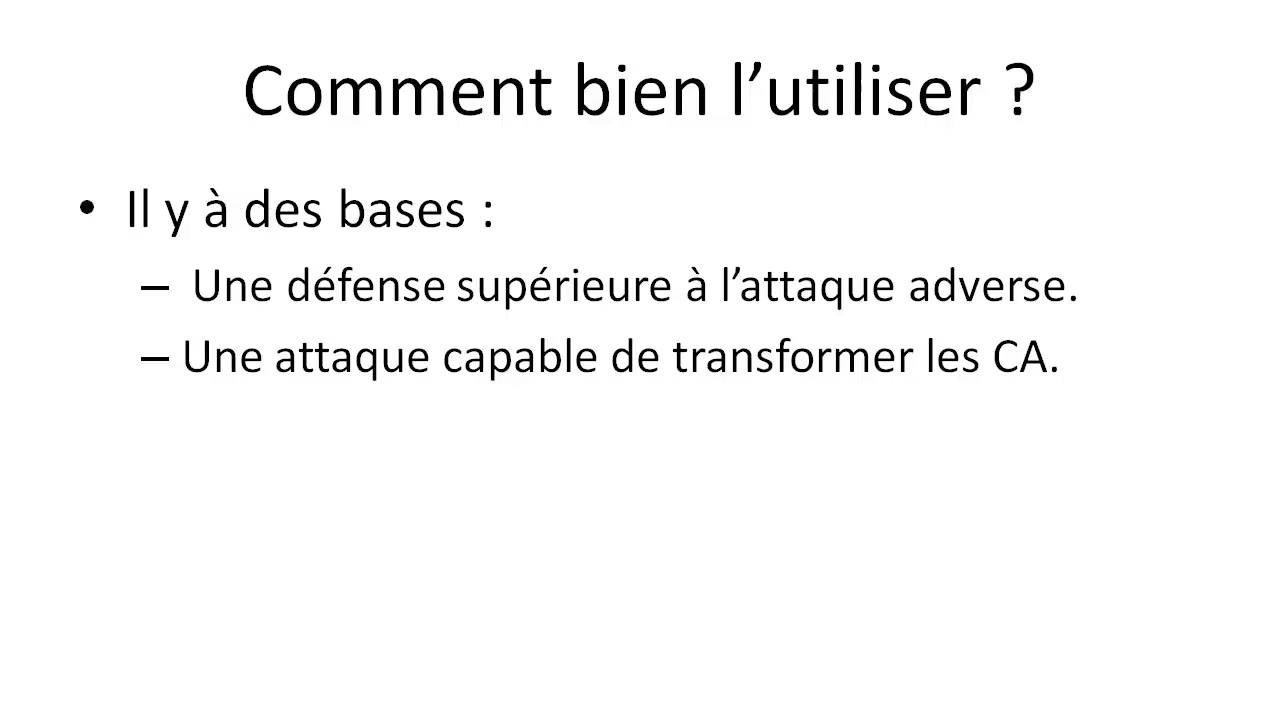 Comment bien l’utiliser ?
• Il y à des bases :
– Une défense supérieure à l’attaque adverse.
– Une attaque capable de transformer les CA.